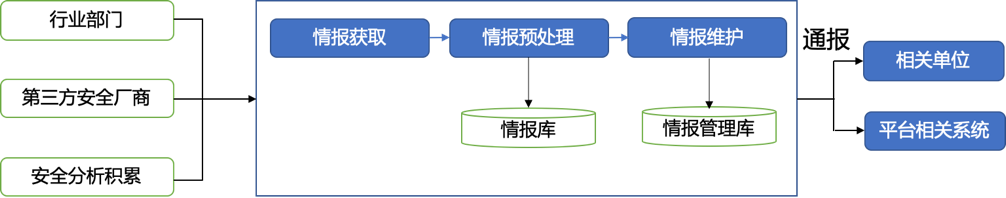 行业部门
第三方安全厂商
安全分析积累
情报获取
情报预处理
情报维护
情报库
情报管理库
通报
相关单位
平台相关系统